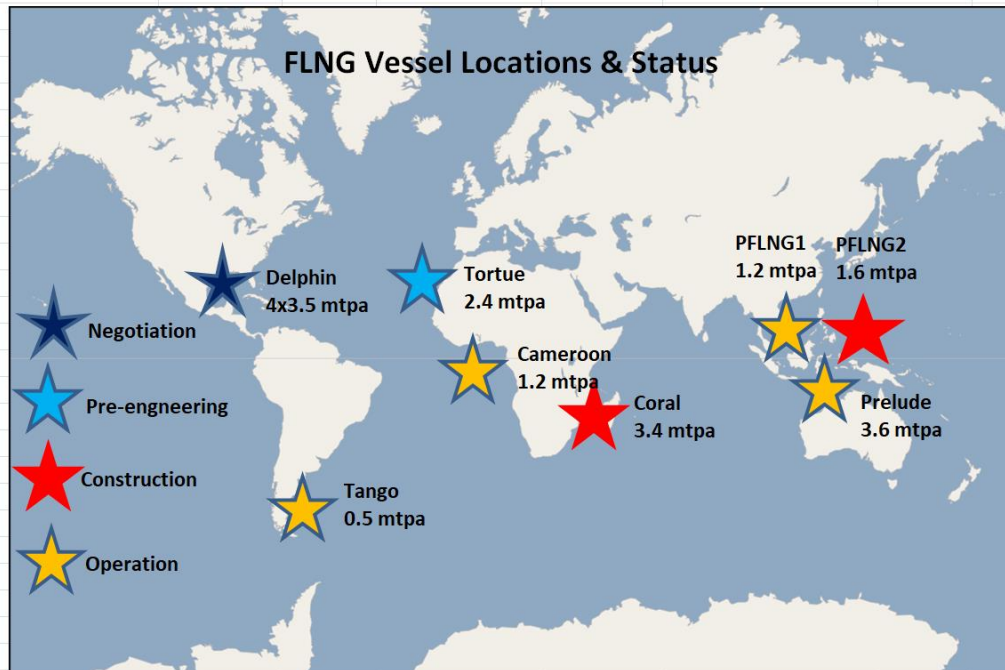 FLNG Vessel Locations & Status
PFLNG1
1.2 mtpa
PFLNG2
1.6 mtpa
Delphin
4x3.5 mtpa
Tortue
2.4 mtpa
Negotiation
Cameroon
1.2 mtpa
Pre-engneering
Coral
3.4 mtpa
Prelude
3.6 mtpa
Construction
Tango
0.5 mtpa
Operation